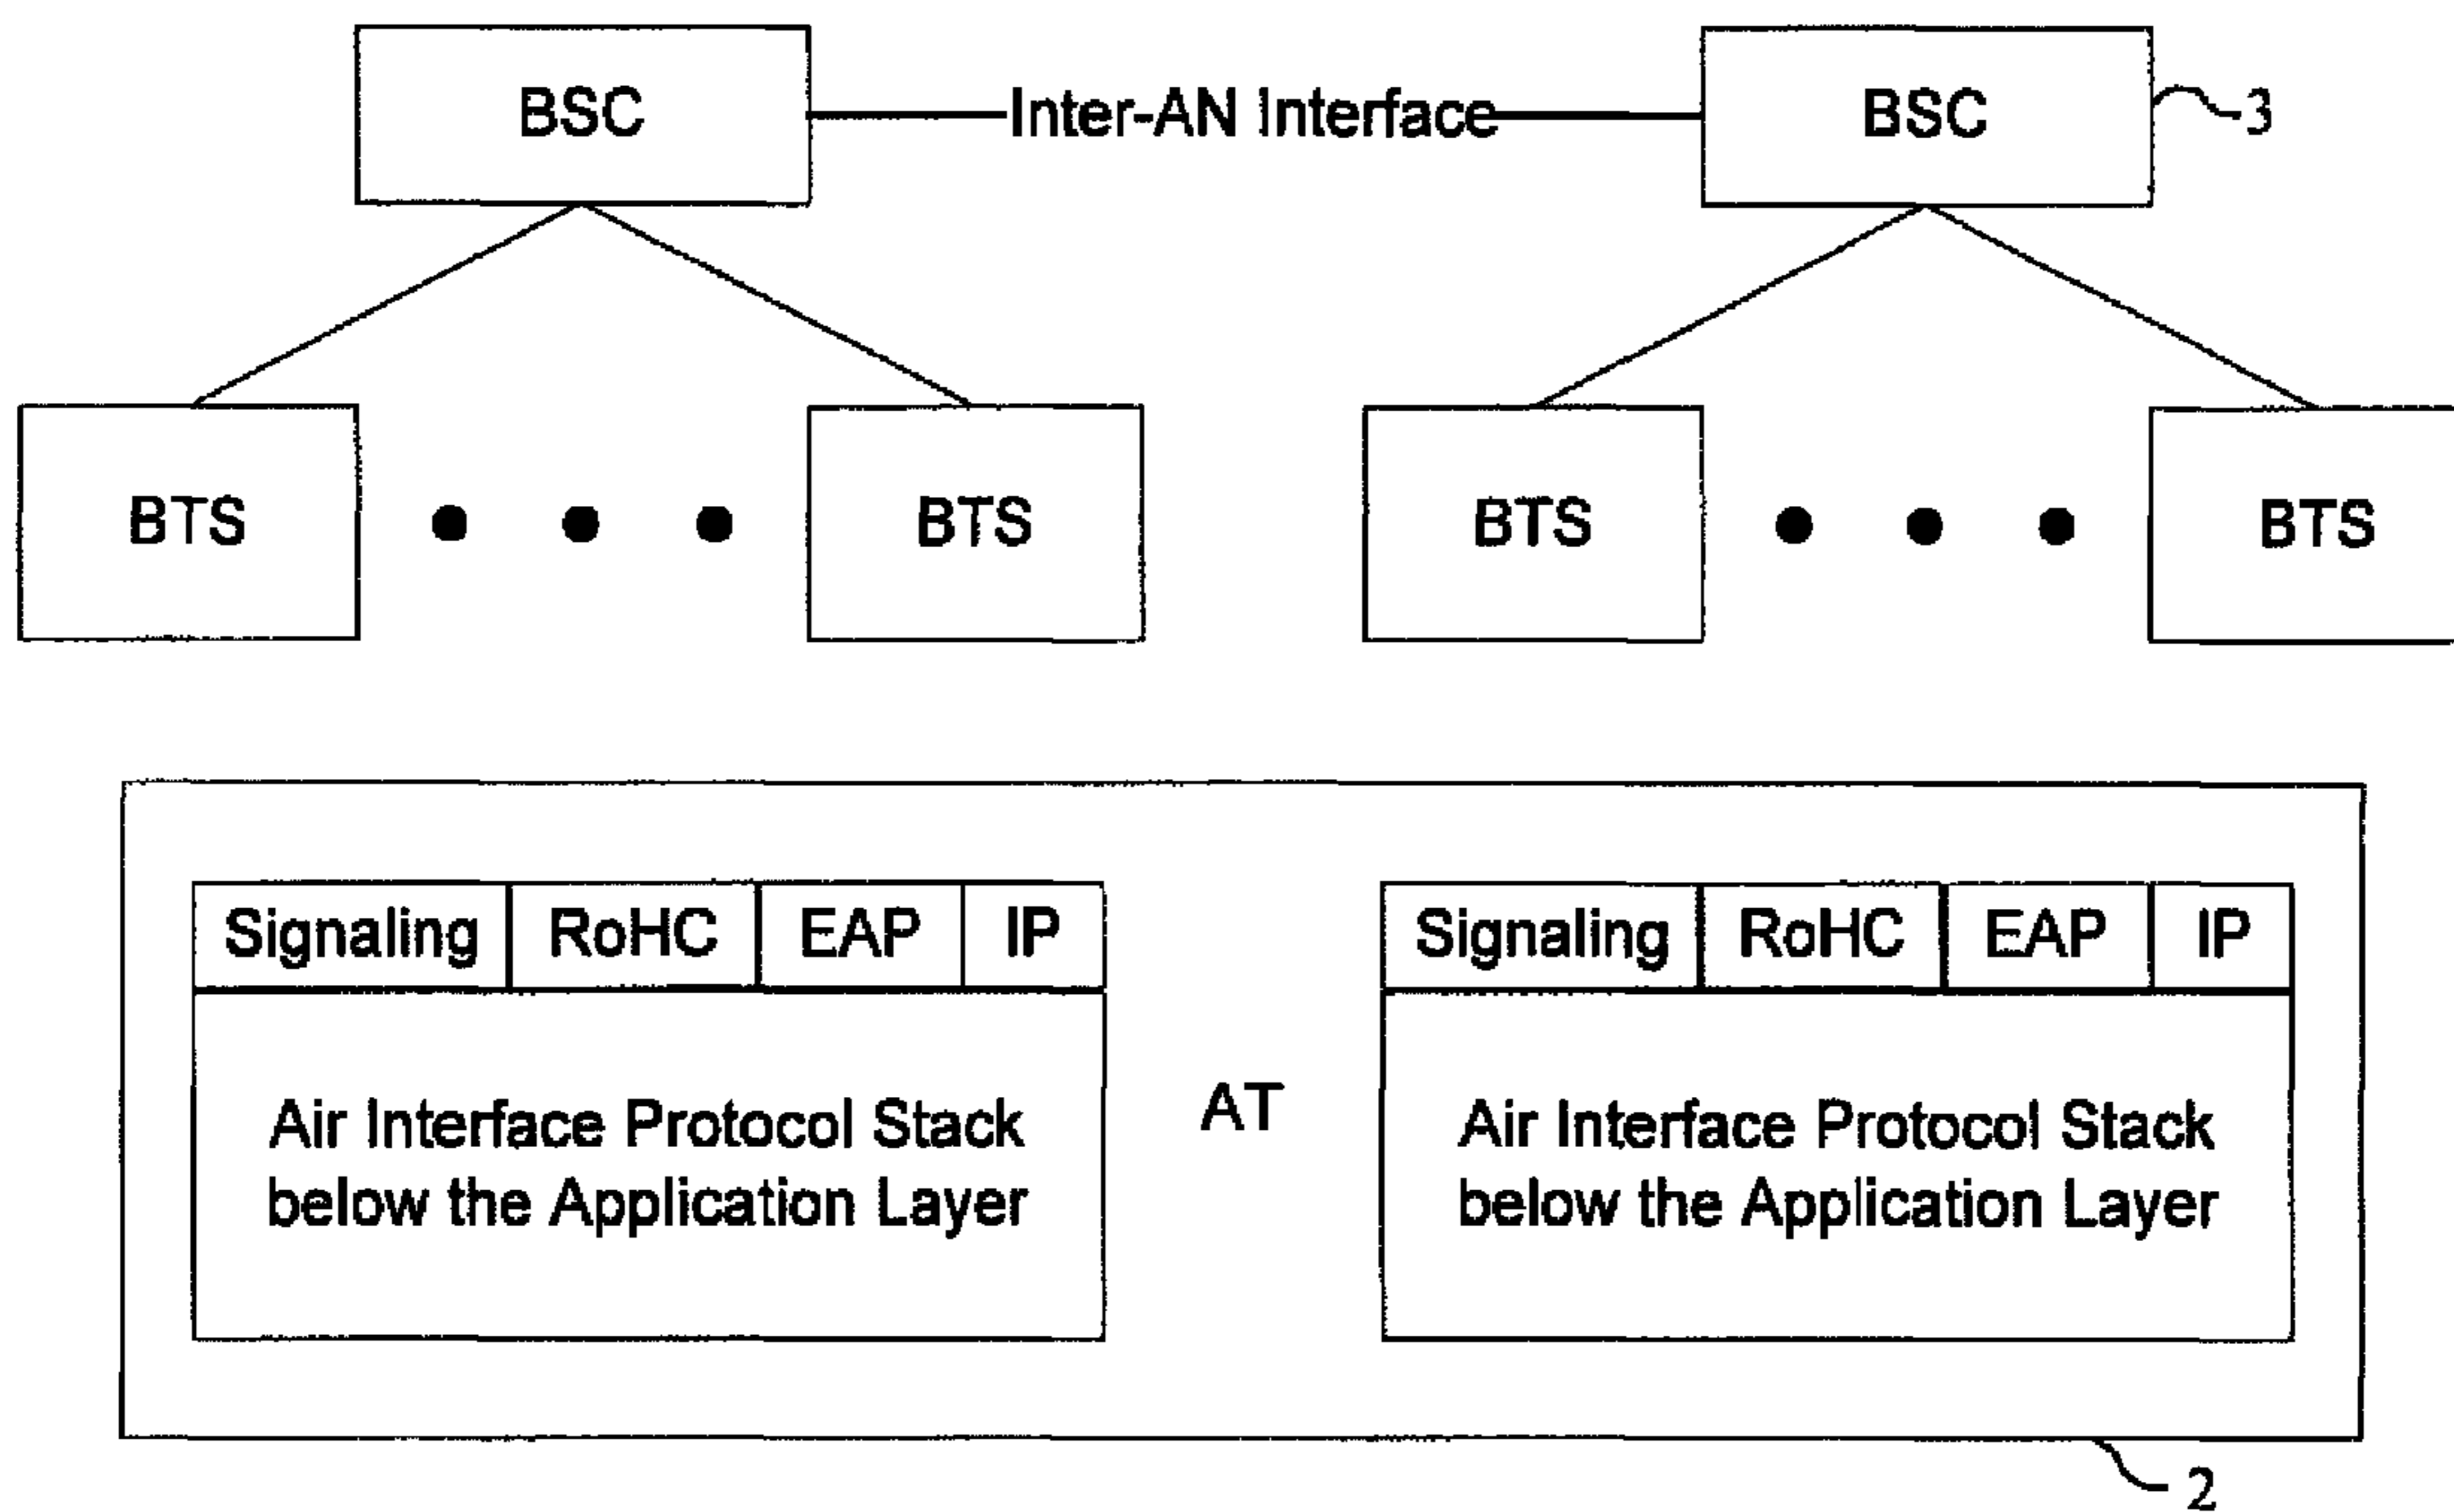 BSC Inter-AN Interface BSC 3
BTS BTS BTS BTS
Signaling RoHC EAP IP Signaling RoHC EAP IP
Air Interface Protocol Stack
below the Application Layer
AT
Air Interface Protocol Stack
below the Application Layer
2